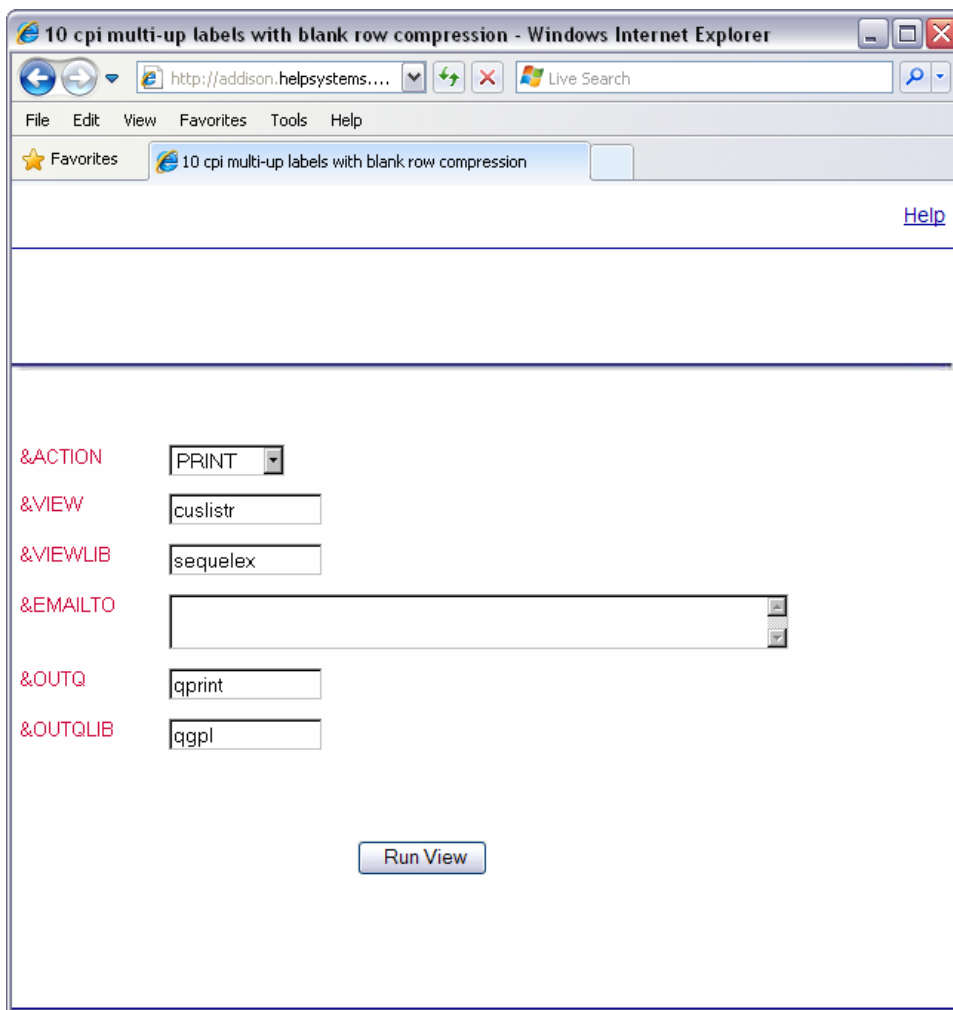 10 cpi multi-up labels with blank row compression - Windows Internet Explorer
http://addison.helpsystems.... Live Search
File Edit View Favorites Tools Help
Favorites 10 cpi multi-up labels with blank row compression
Help
&ACTION PRINT
&VIEW cuslistr
&VIEWLIB sequelex
&EMAILTO
&OUTQ qprint
&OUTQLIB qgpl
Run View